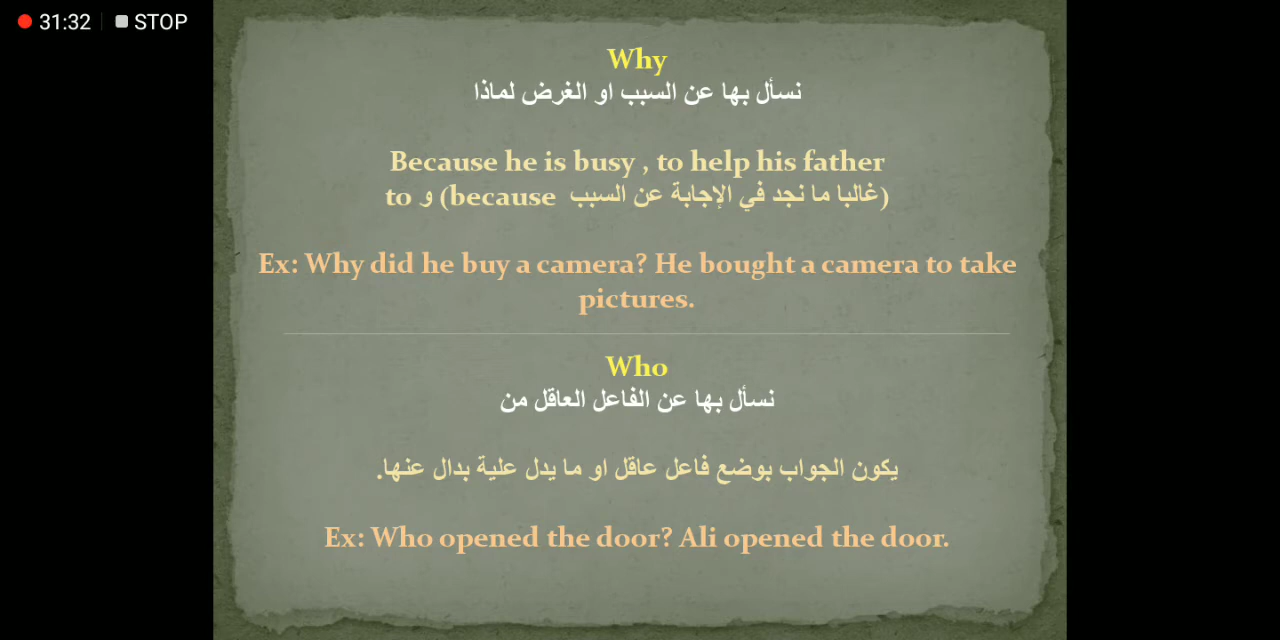 31:32 STOP
Why
نسأل بها عن السبب او الغرض لماذا
Because he is busy , to help his father
(غالبا ما نجد في الإجابة عن السبب because) و to
Ex: Why did he buy a camera? He bought a camera to take
pictures.
Who
نسأل بها عن الفاعل العاقل من
يكون الجواب بوضع فاعل عاقل او ما يدل علية بدال عنها.
Ex: Who opened the door? Ali opened the door.